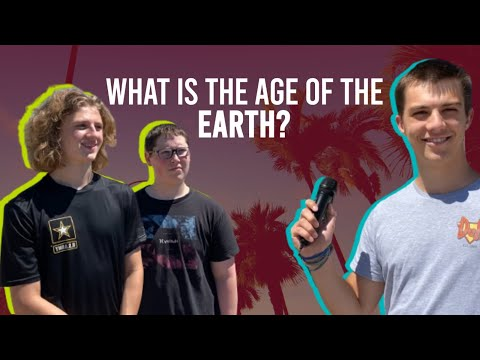 WHAT IS THE AGE OF THE
EARTH?